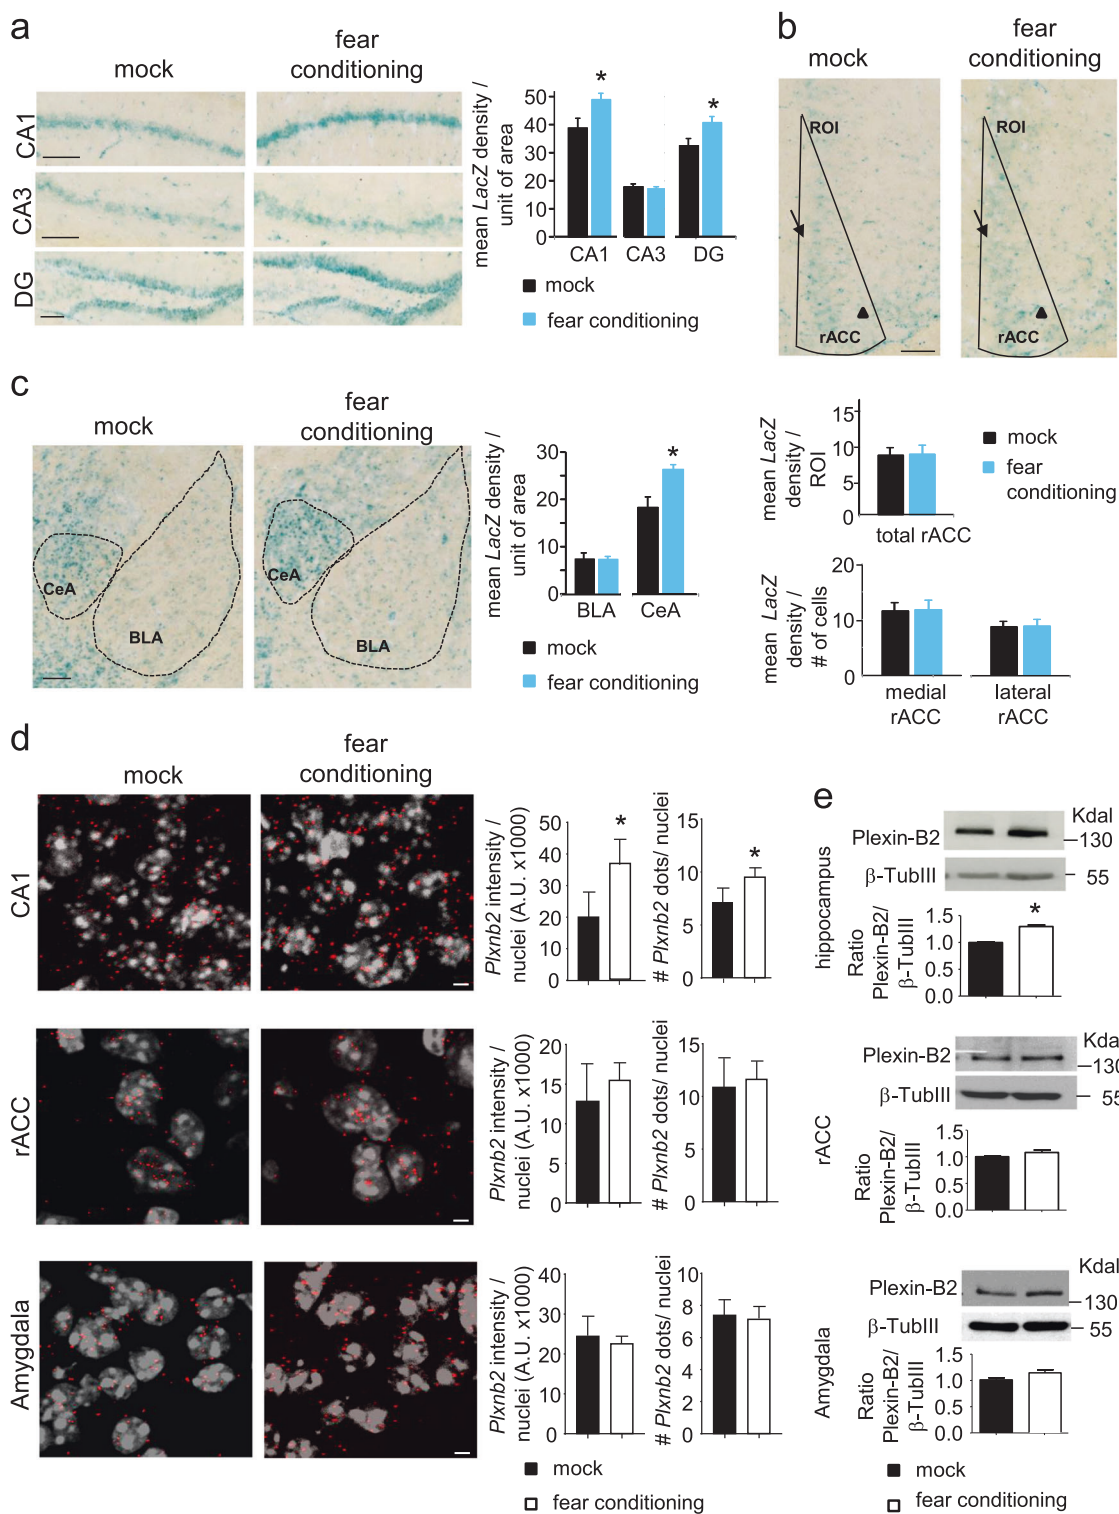 a
mock
fear
conditioning
CA1
CA3
DG
mean LacZ density /
unit of area
50
40
30
20
10
0
*
*
CA1 CA3 DG
mock
fear conditioning
b
mock
fear
conditioning
ROI
rACC
ROI
rACC
mean LacZ
density /
ROI
15
10
5
0
total rACC
mock
fear
conditioning
mean LacZ
density /
# of cells
20
10
0
medial
rACC
lateral
rACC
c
mock
fear
conditioning
CeA
BLA
CeA
BLA
mean LacZ density /
unit of area
30
20
10
0
*
BLA CeA
mock
fear conditioning
d
mock
fear
conditioning
CA1
Plxnb2 intensity /
nuclei (A.U. x1000)
50
40
30
20
10
0
*
# Plxnb2 dots/ nuclei
15
10
5
0
*
rACC
Plxnb2 intensity /
nuclei (A.U. x1000)
20
15
10
5
0
# Plxnb2 dots/ nuclei
15
10
5
0
Amygdala
Plxnb2 intensity /
nuclei (A.U. x1000)
40
30
20
10
0
# Plxnb2 dots/ nuclei
8
6
4
2
0
mock
fear conditioning
e
hippocampus
Kdal
Plexin-B2
130
β-TubIII
55
Ratio
Plexin-B2/
β-TubIII
1.5
1.0
0.5
0.0
*
rACC
Kdal
Plexin-B2
130
β-TubIII
55
Ratio
Plexin-B2/
β-TubIII
1.5
1.0
0.5
0.0
Amygdala
Kdal
Plexin-B2
130
β-TubIII
55
Ratio
Plexin-B2/
β-TubIII
1.5
1.0
0.5
0.0
mock
fear conditioning